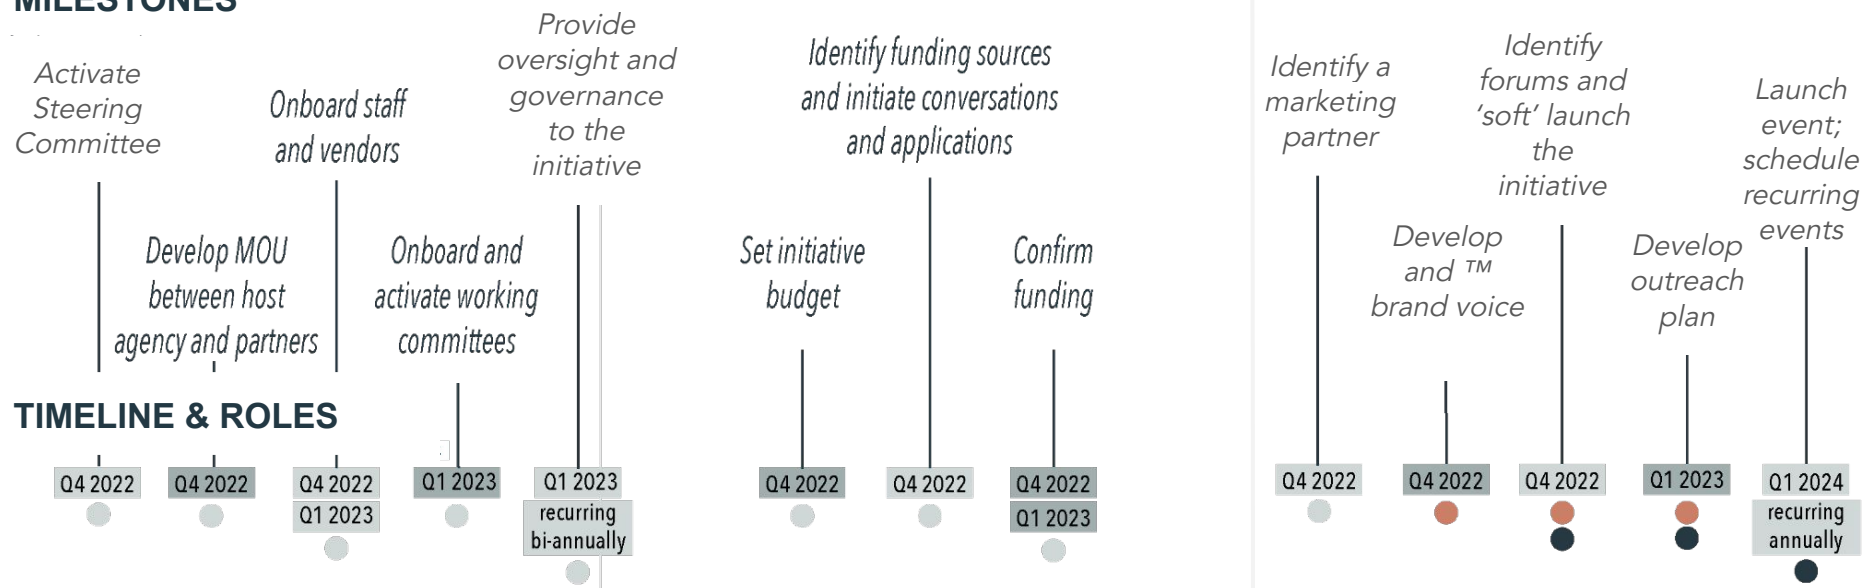 MILESTONES
Activate
Steering
Committee
Develop MOU
between host
agency and partners
Onboard staff
and vendors
Onboard and
activate working
committees
Provide
oversight and
governance
to the
initiative
Set initiative
budget
Identify funding sources
and initiate conversations
and applications
Confirm
funding
Identify a
marketing
partner
Develop
and ™
brand voice
Identify
forums and
‘soft’ launch
the
initiative
Develop
outreach
plan
Launch
event;
schedule
recurring
events
TIMELINE & ROLES
Q4 2022
Q4 2022
Q4 2022
Q1 2023
Q1 2023
Q1 2023
recurring
bi-annually
Q4 2022
Q4 2022
Q4 2022
Q1 2023
Q4 2022
Q4 2022
Q4 2022
Q1 2023
Q1 2024
recurring
annually